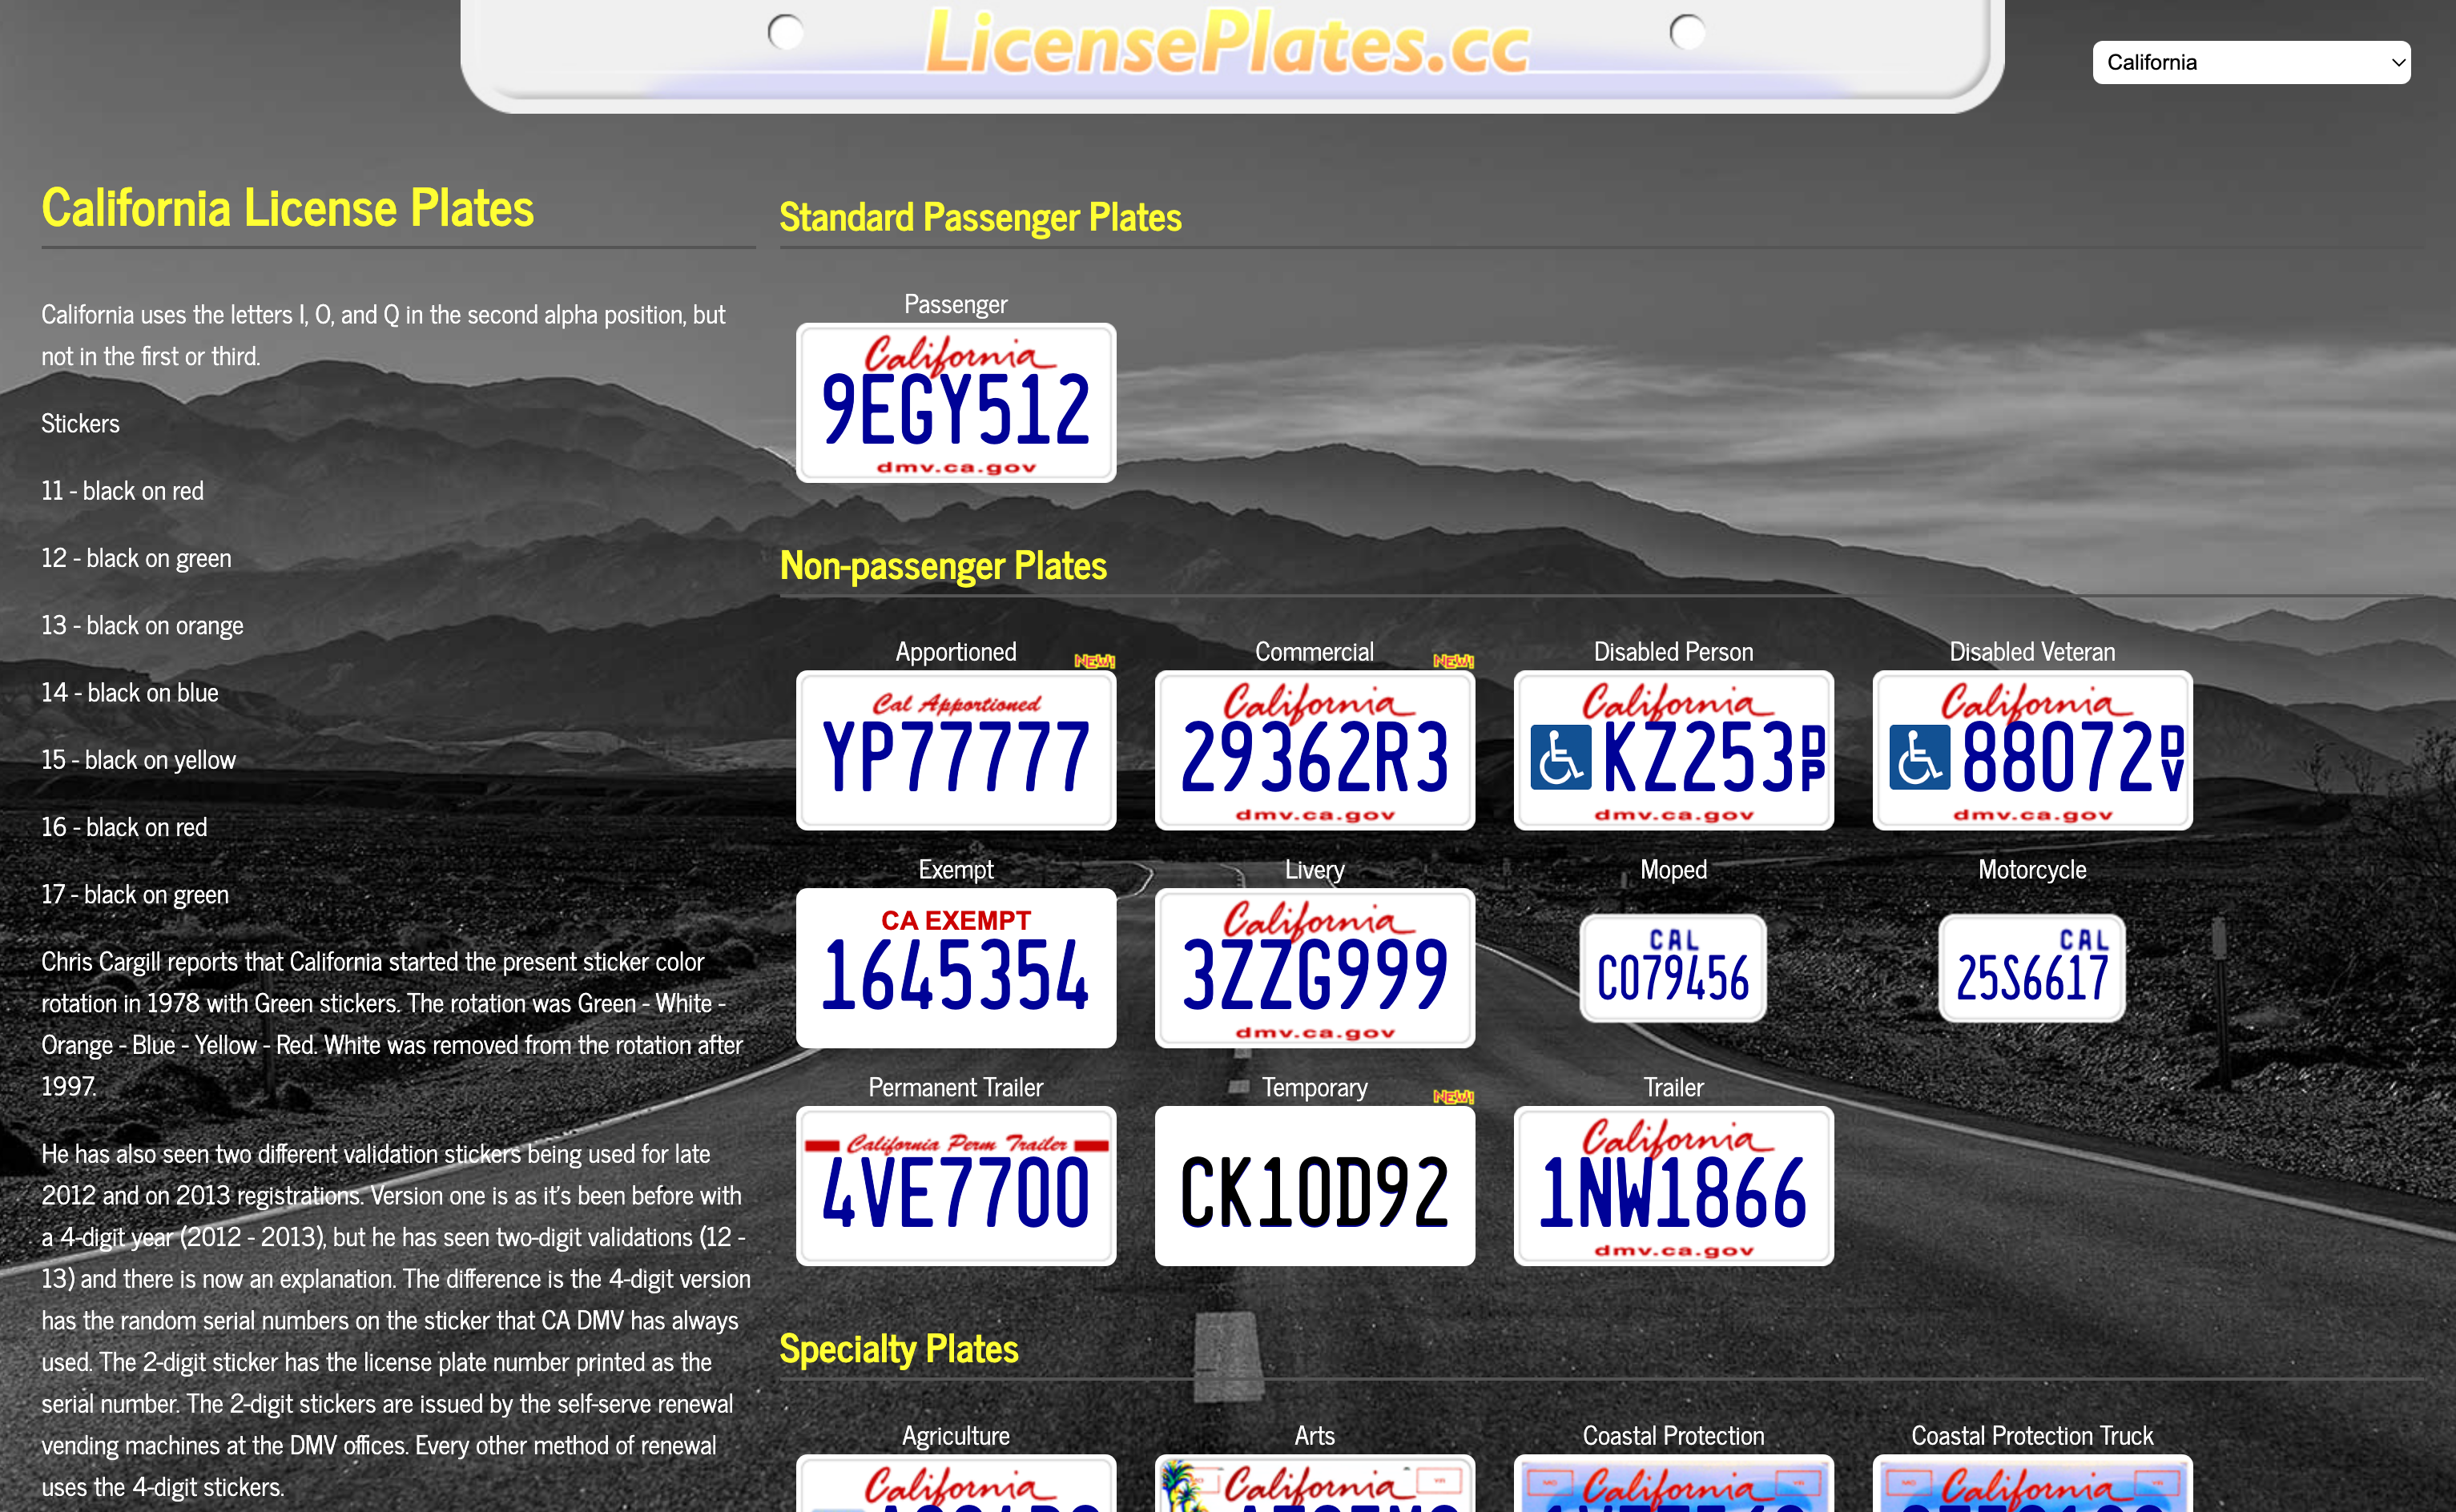 LicensePlates.cc
California
California License Plates
California uses the letters I, O, and Q in the second alpha position, but
not in the first or third.
Stickers
11 - black on red
12 - black on green
13 - black on orange
14 - black on blue
15 - black on yellow
16 - black on red
17 - black on green
Chris Cargill reports that California started the present sticker color
rotation in 1978 with Green stickers. The rotation was Green - White -
Orange - Blue - Yellow - Red. White was removed from the rotation after
1997.
He has also seen two different validation stickers being used for late
2012 and on 2013 registrations. Version one is as it's been before with
a 4-digit year (2012 - 2013), but he has seen two-digit validations (12 -
13) and there is now an explanation. The difference is the 4-digit version
has the random serial numbers on the sticker that CA DMV has always
used. The 2-digit sticker has the license plate number printed as the
serial number. The 2-digit stickers are issued by the self-serve renewal
vending machines at the DMV offices. Every other method of renewal
uses the 4-digit stickers.
Standard Passenger Plates
Passenger
California
9EGY512
dmv.ca.gov
Non-passenger Plates
Apportioned
NEW!
Cal Apportioned
YP77777
Commercial
NEW!
California
29362R3
dmv.ca.gov
Disabled Person
California
KZ253DP
dmv.ca.gov
Disabled Veteran
California
88072DV
dmv.ca.gov
Exempt
CA EXEMPT
1645354
Livery
California
3ZZG999
dmv.ca.gov
Moped
CAL
CO79456
Motorcycle
CAL
25S6617
Permanent Trailer
California Perm Trailer
4VE7700
Temporary
NEW!
CK10D92
Trailer
California
1NW1866
dmv.ca.gov
Specialty Plates
Agriculture
California
Arts
California
Coastal Protection
California
Coastal Protection Truck
California